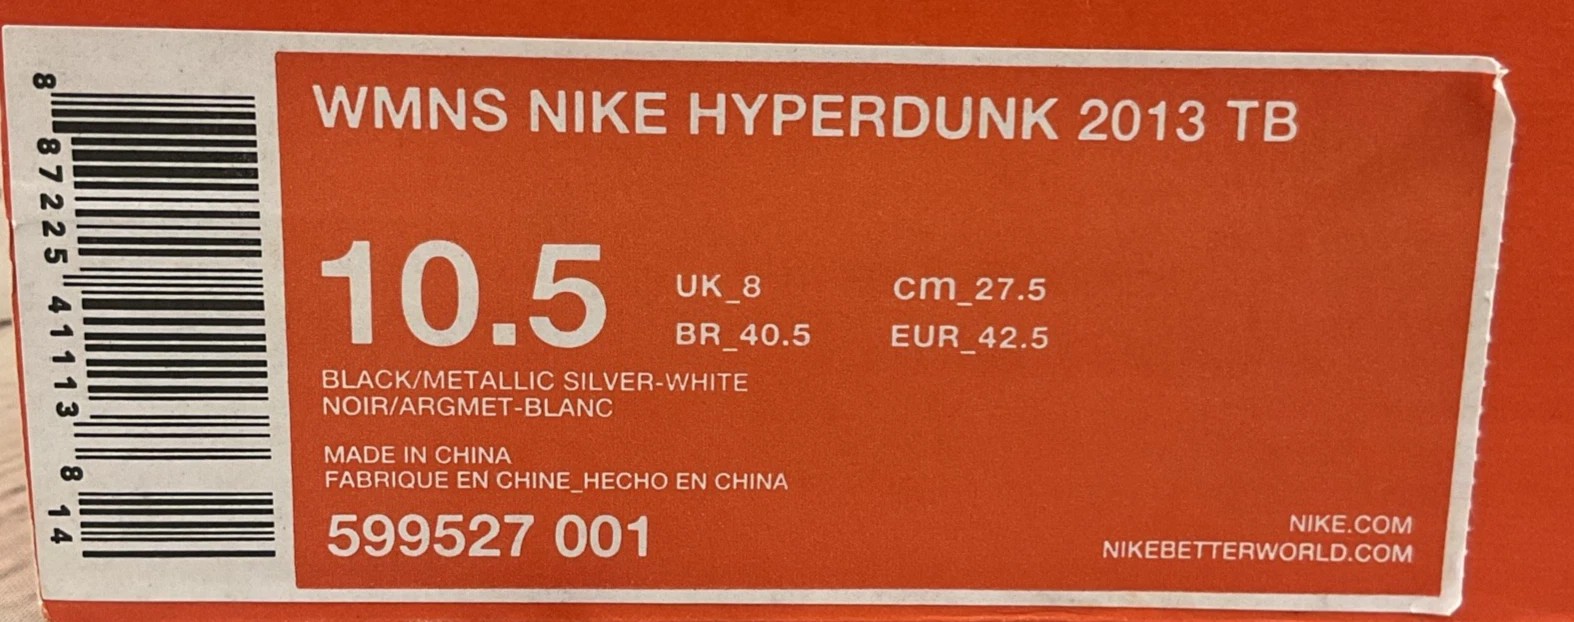 8 87225 41113 8 14
WMNS NIKE HYPERDUNK 2013 TB
10.5
UK_8 cm_27.5
BR_40.5 EUR_42.5
BLACK/METALLIC SILVER-WHITE
NOIR/ARGMET-BLANC
MADE IN CHINA
FABRIQUE EN CHINE_HECHO EN CHINA
599527 001
NIKE.COM
NIKEBETTERWORLD.COM